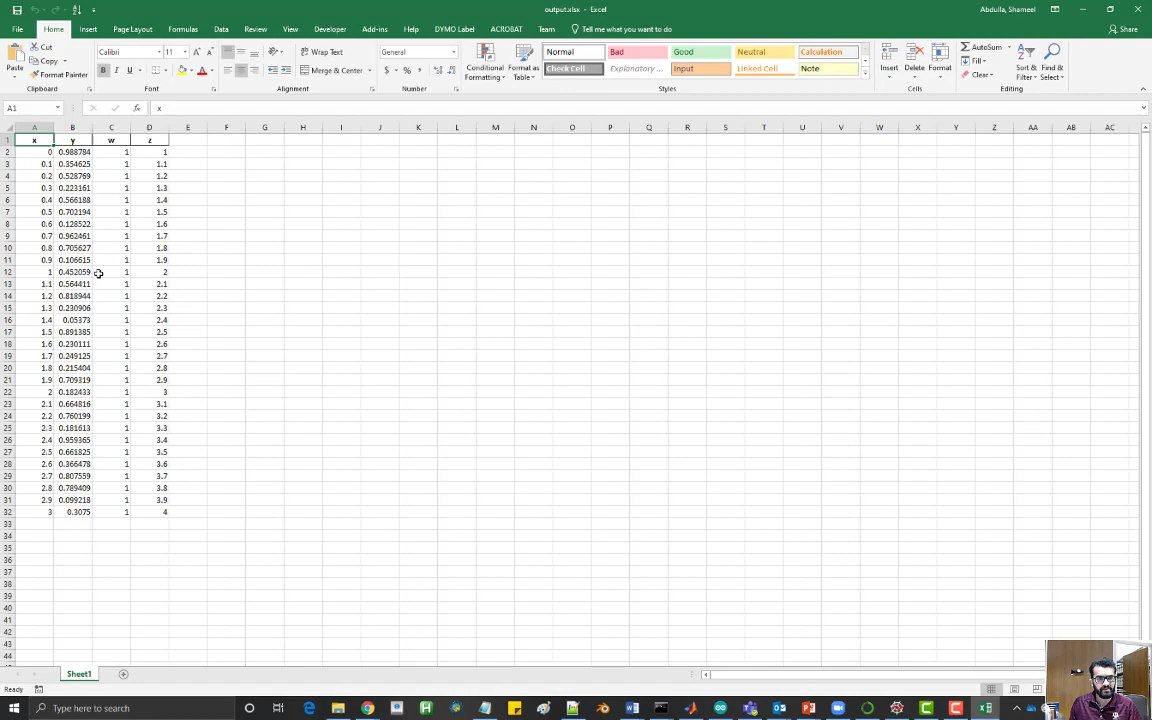 output.xlsx - Excel
Abdulla, Shameel
File Home Insert Page Layout Formulas Data Review View Developer Add-ins Help DYMO Label ACROBAT Team Tell me what you want to do Share
Paste Cut Copy Format Painter Clipboard
Calibri 11 B I U A Font
Wrap Text Merge & Center Alignment
General $ % , Number
Conditional Formatting Format as Table
Normal Bad Good Neutral Calculation
Check Cell Explanatory ... Input Linked Cell Note
Styles
Insert Delete Format Cells
AutoSum Fill Clear Sort & Filter Find & Select Editing
A1 fx x
A B C D E F G H I J K L M N O P Q R S T U V W X Y Z AA AB AC
1 x y w z
2 0 0.988784 1 1
3 0.1 0.354625 1 1.1
4 0.2 0.528769 1 1.2
5 0.3 0.223161 1 1.3
6 0.4 0.566188 1 1.4
7 0.5 0.702194 1 1.5
8 0.6 0.128522 1 1.6
9 0.7 0.962461 1 1.7
10 0.8 0.705627 1 1.8
11 0.9 0.106615 1 1.9
12 1 0.452059 1 2
13 1.1 0.564411 1 2.1
14 1.2 0.818944 1 2.2
15 1.3 0.230906 1 2.3
16 1.4 0.05373 1 2.4
17 1.5 0.891385 1 2.5
18 1.6 0.230111 1 2.6
19 1.7 0.249125 1 2.7
20 1.8 0.215404 1 2.8
21 1.9 0.709319 1 2.9
22 2 0.182433 1 3
23 2.1 0.664816 1 3.1
24 2.2 0.760199 1 3.2
25 2.3 0.181613 1 3.3
26 2.4 0.959365 1 3.4
27 2.5 0.661825 1 3.5
28 2.6 0.366478 1 3.6
29 2.7 0.807559 1 3.7
30 2.8 0.789409 1 3.8
31 2.9 0.099218 1 3.9
32 3 0.3075 1 4
33
34
35
36
37
38
39
40
41
42
43
44
Sheet1
Ready
Type here to search